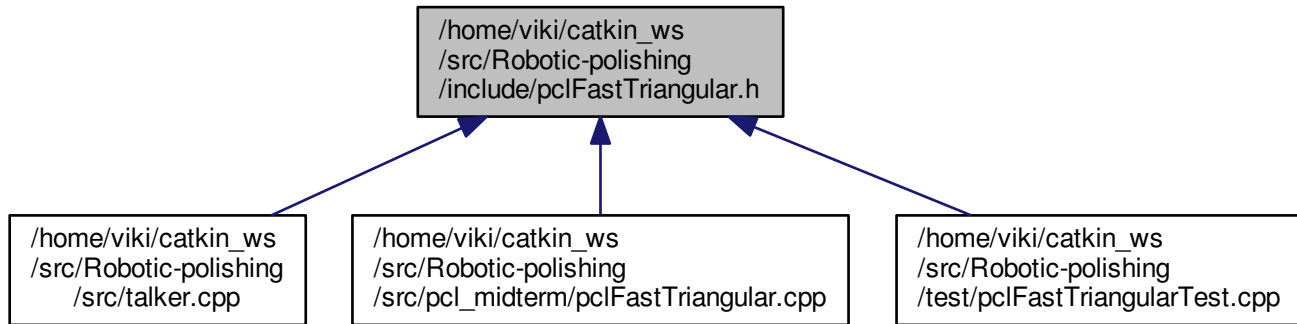 /home/viki/catkin_ws
/src/Robotic-polishing
/include/pclFastTriangular.h
/home/viki/catkin_ws
/src/Robotic-polishing
/src/talker.cpp
/home/viki/catkin_ws
/src/Robotic-polishing
/src/pcl_midterm/pclFastTriangular.cpp
/home/viki/catkin_ws
/src/Robotic-polishing
/test/pclFastTriangularTest.cpp